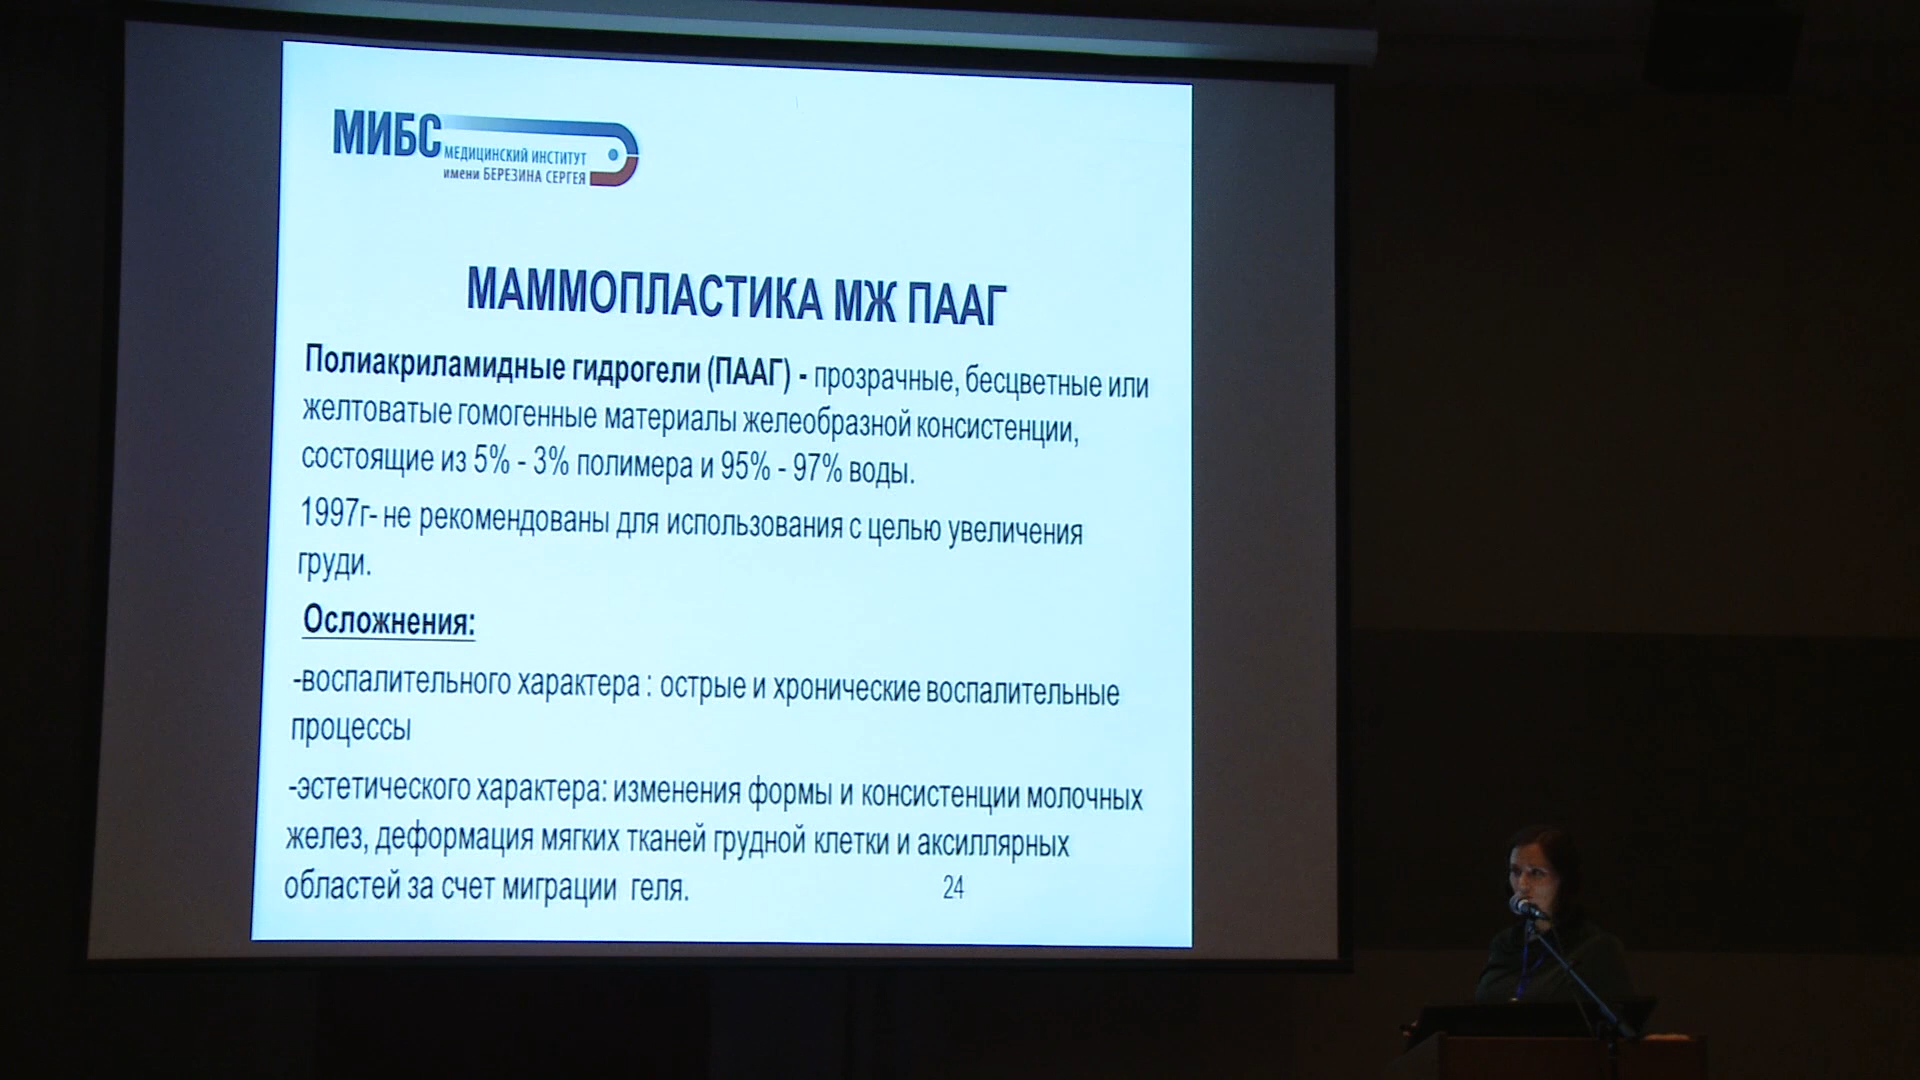 МИБС
МЕДИЦИНСКИЙ ИНСТИТУТ
имени БЕРЕЗИНА СЕРГЕЯ
МАММОПЛАСТИКА МЖ ПААГ
Полиакриламидные гидрогели (ПААГ) - прозрачные, бесцветные или
желтоватые гомогенные материалы желеобразной консистенции,
состоящие из 5% - 3% полимера и 95% - 97% воды.
1997г- не рекомендованы для использования с целью увеличения
груди.
Осложнения:
-воспалительного характера : острые и хронические воспалительные
процессы
-эстетического характера: изменения формы и консистенции молочных
желез, деформация мягких тканей грудной клетки и аксиллярных
областей за счет миграции геля.
24